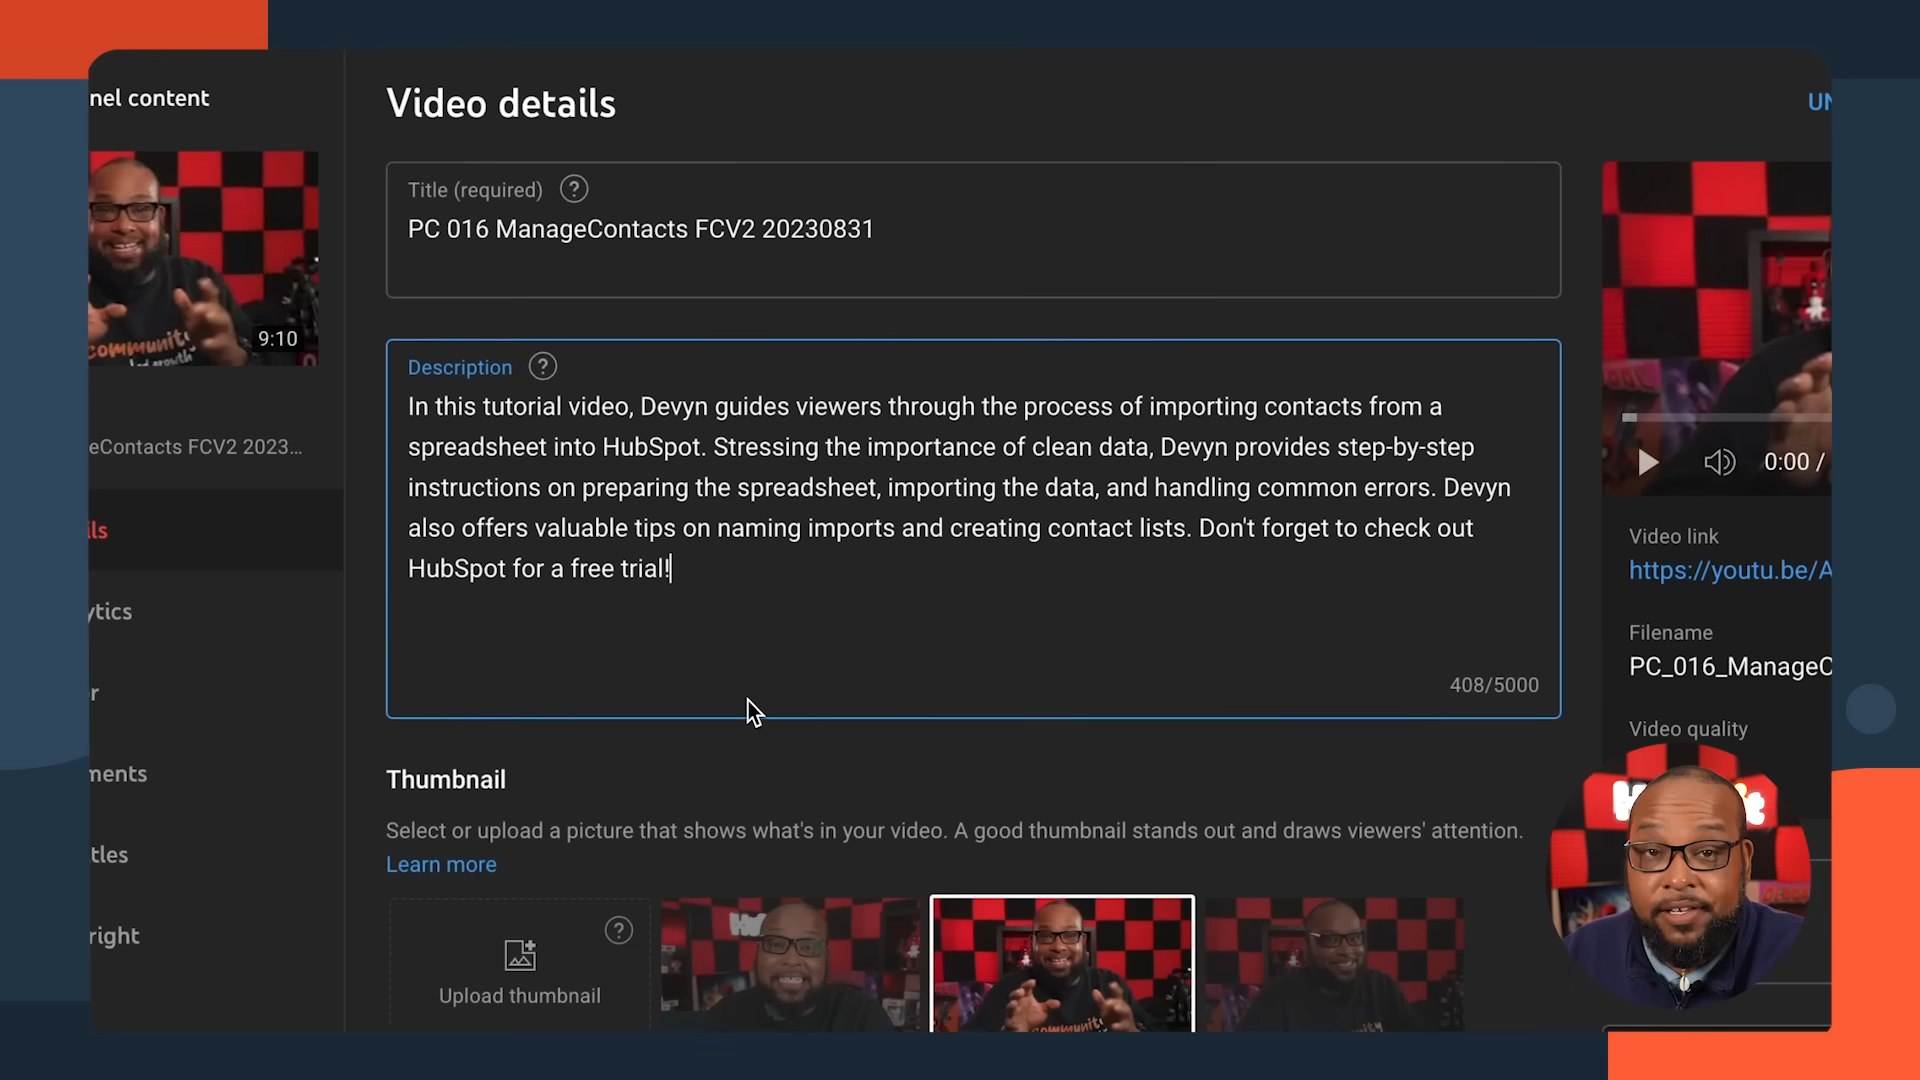 nel content
Video details
UN
Title (required)
PC 016 ManageContacts FCV2 20230831
9:10
Description
In this tutorial video, Devyn guides viewers through the process of importing contacts from a
spreadsheet into HubSpot. Stressing the importance of clean data, Devyn provides step-by-step
instructions on preparing the spreadsheet, importing the data, and handling common errors. Devyn
also offers valuable tips on naming imports and creating contact lists. Don't forget to check out
HubSpot for a free trial!
408/5000
eContacts FCV2 2023...
ils
ytics
r
ments
tles
right
0:00 /
Video link
https://youtu.be/A
Filename
PC_016_ManageC
Video quality
Thumbnail
Select or upload a picture that shows what's in your video. A good thumbnail stands out and draws viewers' attention.
Learn more
Upload thumbnail
community
led growth
community